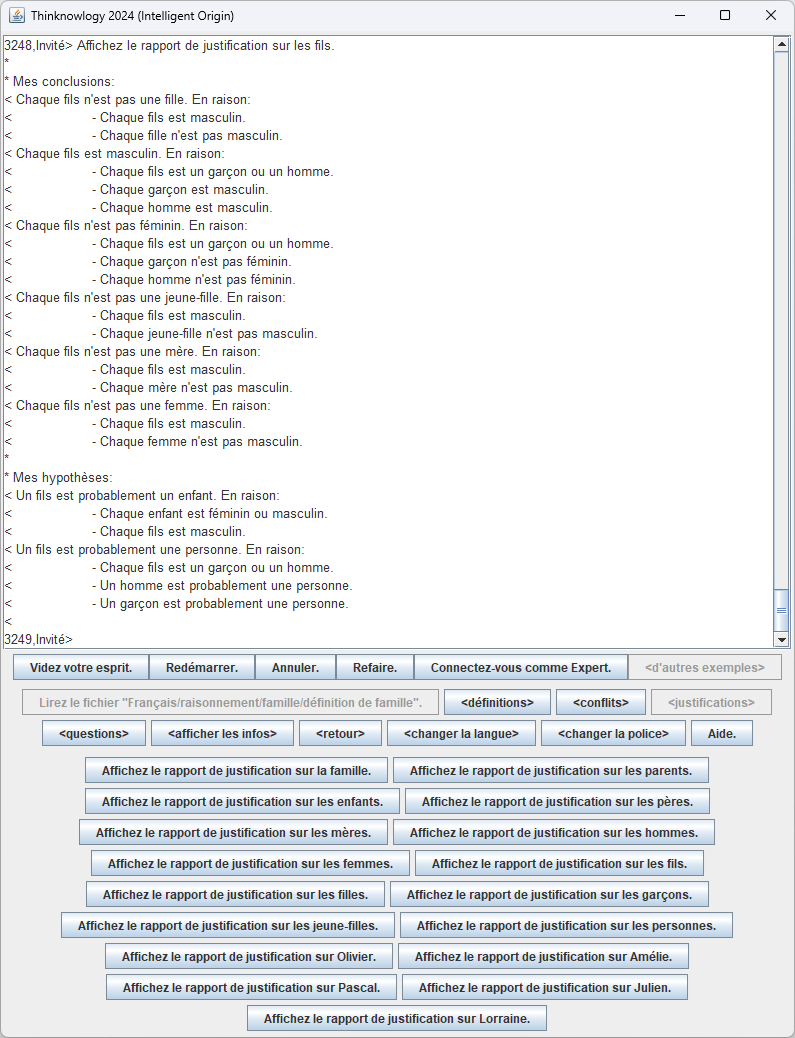 Thinknowlogy 2024 (Intelligent Origin)
3248,Invité> Affichez le rapport de justification sur les fils.
*
* Mes conclusions:
< Chaque fils n'est pas une fille. En raison:
< - Chaque fils est masculin.
< - Chaque fille n'est pas masculin.
< Chaque fils est masculin. En raison:
< - Chaque fils est un garçon ou un homme.
< - Chaque garçon est masculin.
< - Chaque homme est masculin.
< Chaque fils n'est pas féminin. En raison:
< - Chaque fils est un garçon ou un homme.
< - Chaque garçon n'est pas féminin.
< - Chaque homme n'est pas féminin.
< Chaque fils n'est pas une jeune-fille. En raison:
< - Chaque fils est masculin.
< - Chaque jeune-fille n'est pas masculin.
< Chaque fils n'est pas une mère. En raison:
< - Chaque fils est masculin.
< - Chaque mère n'est pas masculin.
< Chaque fils n'est pas une femme. En raison:
< - Chaque fils est masculin.
< - Chaque femme n'est pas masculin.
*
* Mes hypothèses:
< Un fils est probablement un enfant. En raison:
< - Chaque enfant est féminin ou masculin.
< - Chaque fils est masculin.
< Un fils est probablement une personne. En raison:
< - Chaque fils est un garçon ou un homme.
< - Un homme est probablement une personne.
< - Un garçon est probablement une personne.
<
3249,Invité>
Videz votre esprit. Redémarrer. Annuler. Refaire. Connectez-vous comme Expert. <d'autres exemples>
Lirez le fichier "Français/raisonnement/famille/définition de famille". <définitions> <conflits> <justifications>
<questions> <afficher les infos> <retour> <changer la langue> <changer la police> Aide.
Affichez le rapport de justification sur la famille. Affichez le rapport de justification sur les parents.
Affichez le rapport de justification sur les enfants. Affichez le rapport de justification sur les pères.
Affichez le rapport de justification sur les mères. Affichez le rapport de justification sur les hommes.
Affichez le rapport de justification sur les femmes. Affichez le rapport de justification sur les fils.
Affichez le rapport de justification sur les filles. Affichez le rapport de justification sur les garçons.
Affichez le rapport de justification sur les jeune-filles. Affichez le rapport de justification sur les personnes.
Affichez le rapport de justification sur Olivier. Affichez le rapport de justification sur Amélie.
Affichez le rapport de justification sur Pascal. Affichez le rapport de justification sur Julien.
Affichez le rapport de justification sur Lorraine.